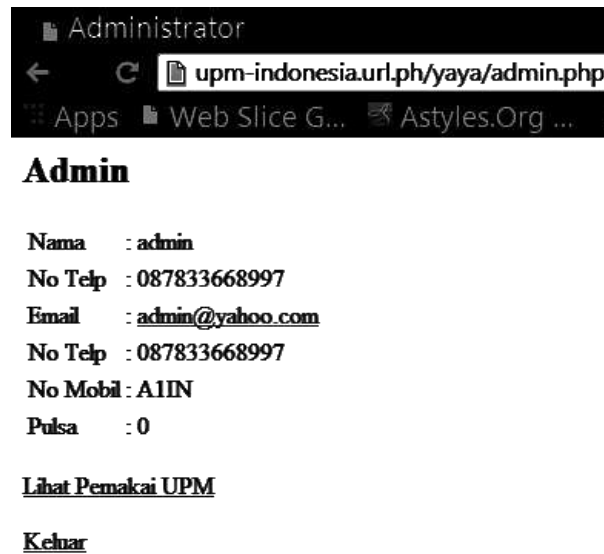 Administrator
upm-indonesia.url.ph/yaya/admin.php
Apps Web Slice G... Astyles.Org ...
Admin
Nama : admin
No Telp : 087833668997
Email : admin@yahoo.com
No Telp : 087833668997
No Mobil : A1IN
Pulsa : 0
Lihat Pemakai UPM
Keluar